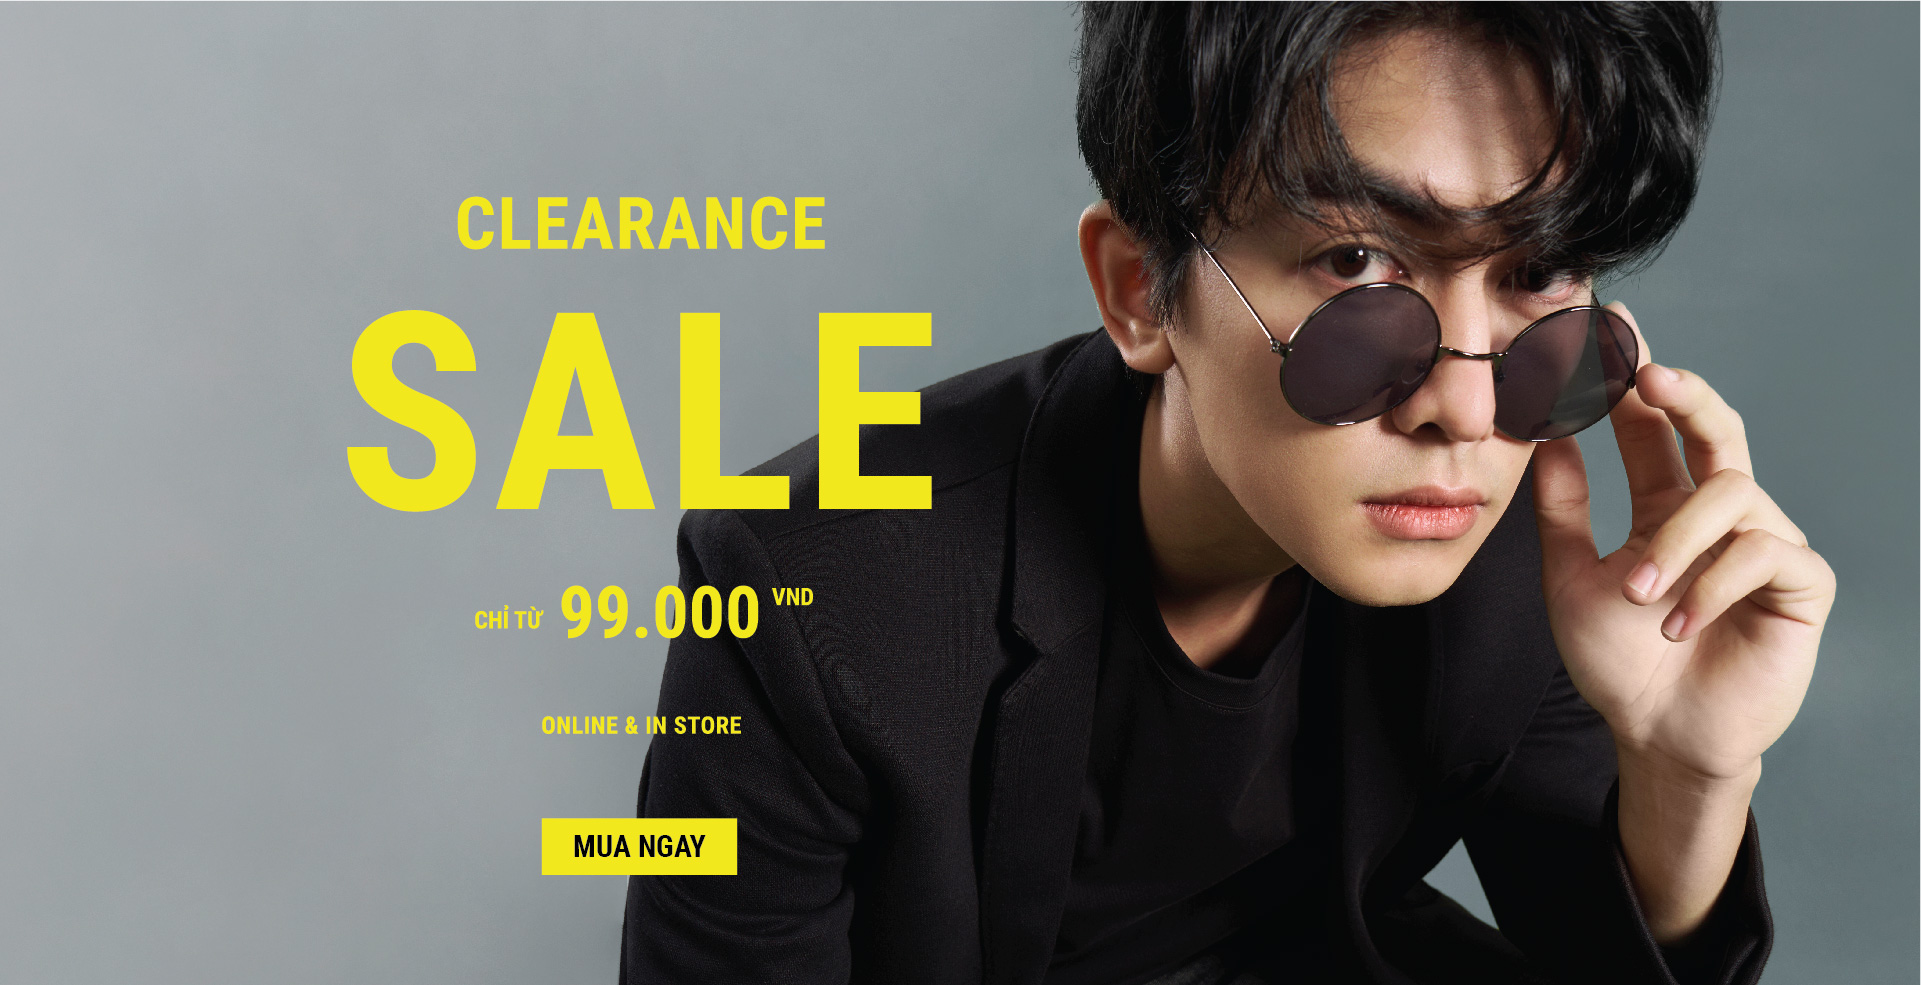 CLEARANCE
SALE
CHỈ TỪ 99.000 VND
ONLINE & IN STORE
MUA NGAY